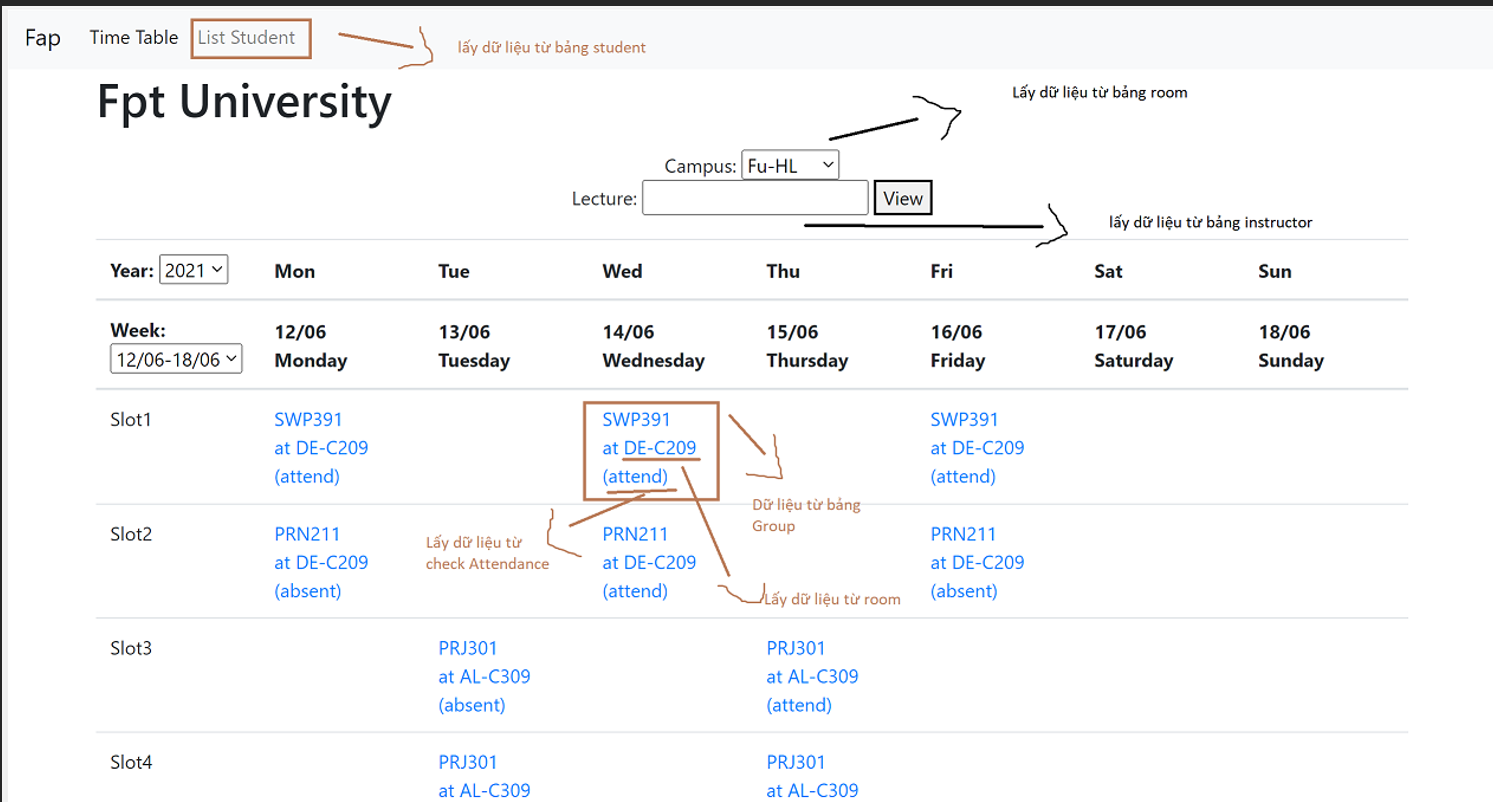 Fap Time Table List Student
lấy dữ liệu từ bảng student
Fpt University
Lấy dữ liệu từ bảng room
Campus: Fu-HL
Lecture: View
lấy dữ liệu từ bảng instructor
Year: 2021 Mon Tue Wed Thu Fri Sat Sun
Week: 12/06 13/06 14/06 15/06 16/06 17/06 18/06
12/06-18/06 Monday Tuesday Wednesday Thursday Friday Saturday Sunday
Slot1 SWP391 SWP391 SWP391
at DE-C209 at DE-C209 at DE-C209
(attend) (attend) (attend)
Dữ liệu từ bảng
Group
Slot2 PRN211 PRN211 PRN211
Lấy dữ liệu từ
check Attendance
at DE-C209 at DE-C209 at DE-C209
(absent) (attend) (absent)
Lấy dữ liệu từ room
Slot3 PRJ301 PRJ301
at AL-C309 at AL-C309
(absent) (attend)
Slot4 PRJ301 PRJ301
at AL-C309 at AL-C309